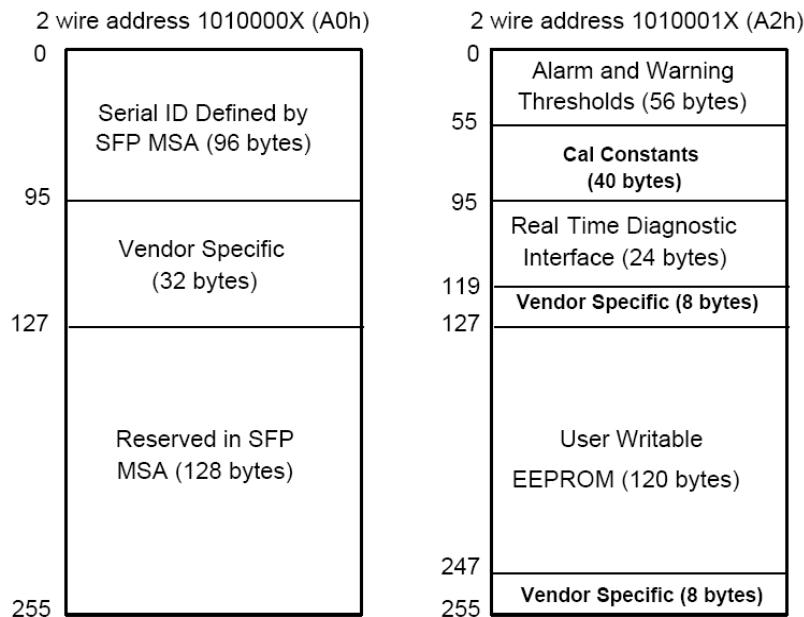 2 wire address 1010000X (A0h)
0
Serial ID Defined by
SFP MSA (96 bytes)
95
Vendor Specific
(32 bytes)
127
Reserved in SFP
MSA (128 bytes)
255
2 wire address 1010001X (A2h)
0
Alarm and Warning
Thresholds (56 bytes)
55
Cal Constants
(40 bytes)
95
Real Time Diagnostic
Interface (24 bytes)
119
Vendor Specific (8 bytes)
127
User Writable
EEPROM (120 bytes)
247
Vendor Specific (8 bytes)
255